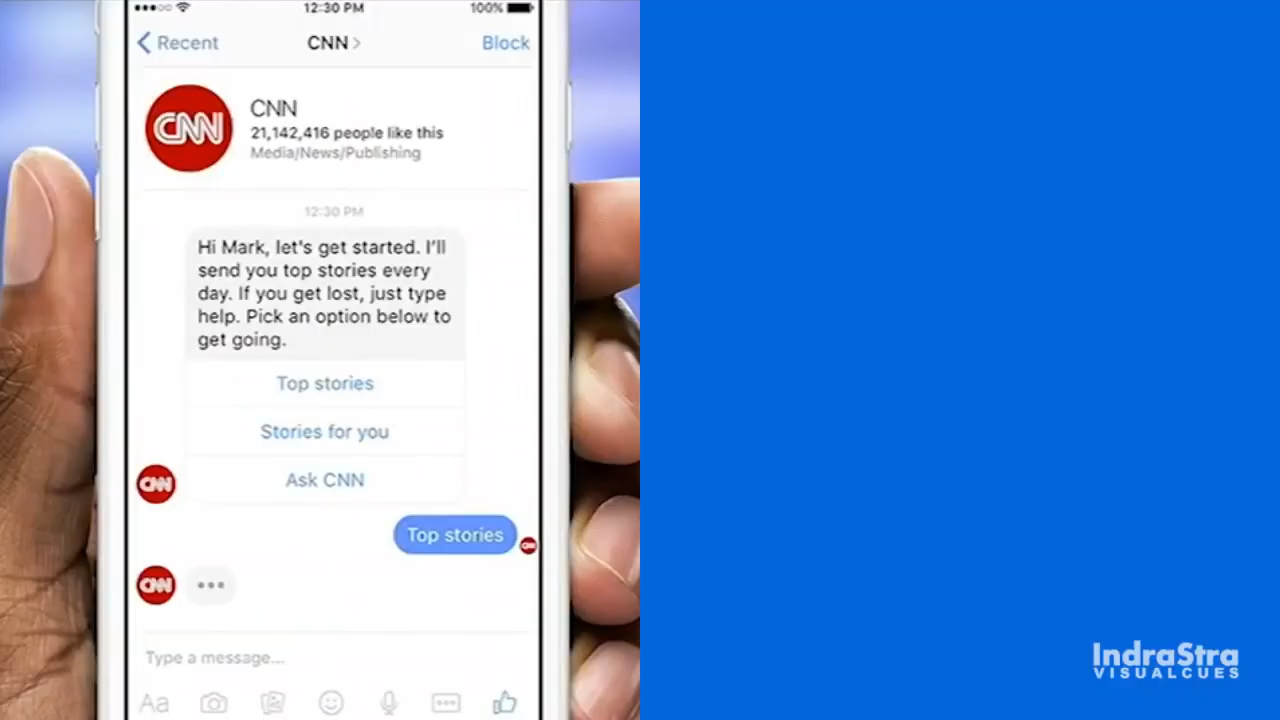 12:30 PM
100%
Recent
CNN
Block
CNN
CNN
21,142,416 people like this
Media/News/Publishing
12:30 PM
Hi Mark, let's get started. I'll
send you top stories every
day. If you get lost, just type
help. Pick an option below to
get going.
Top stories
Stories for you
Ask CNN
CNN
Top stories
CNN
CNN
Type a message...
Aa
IndraStra
VISUALCUES